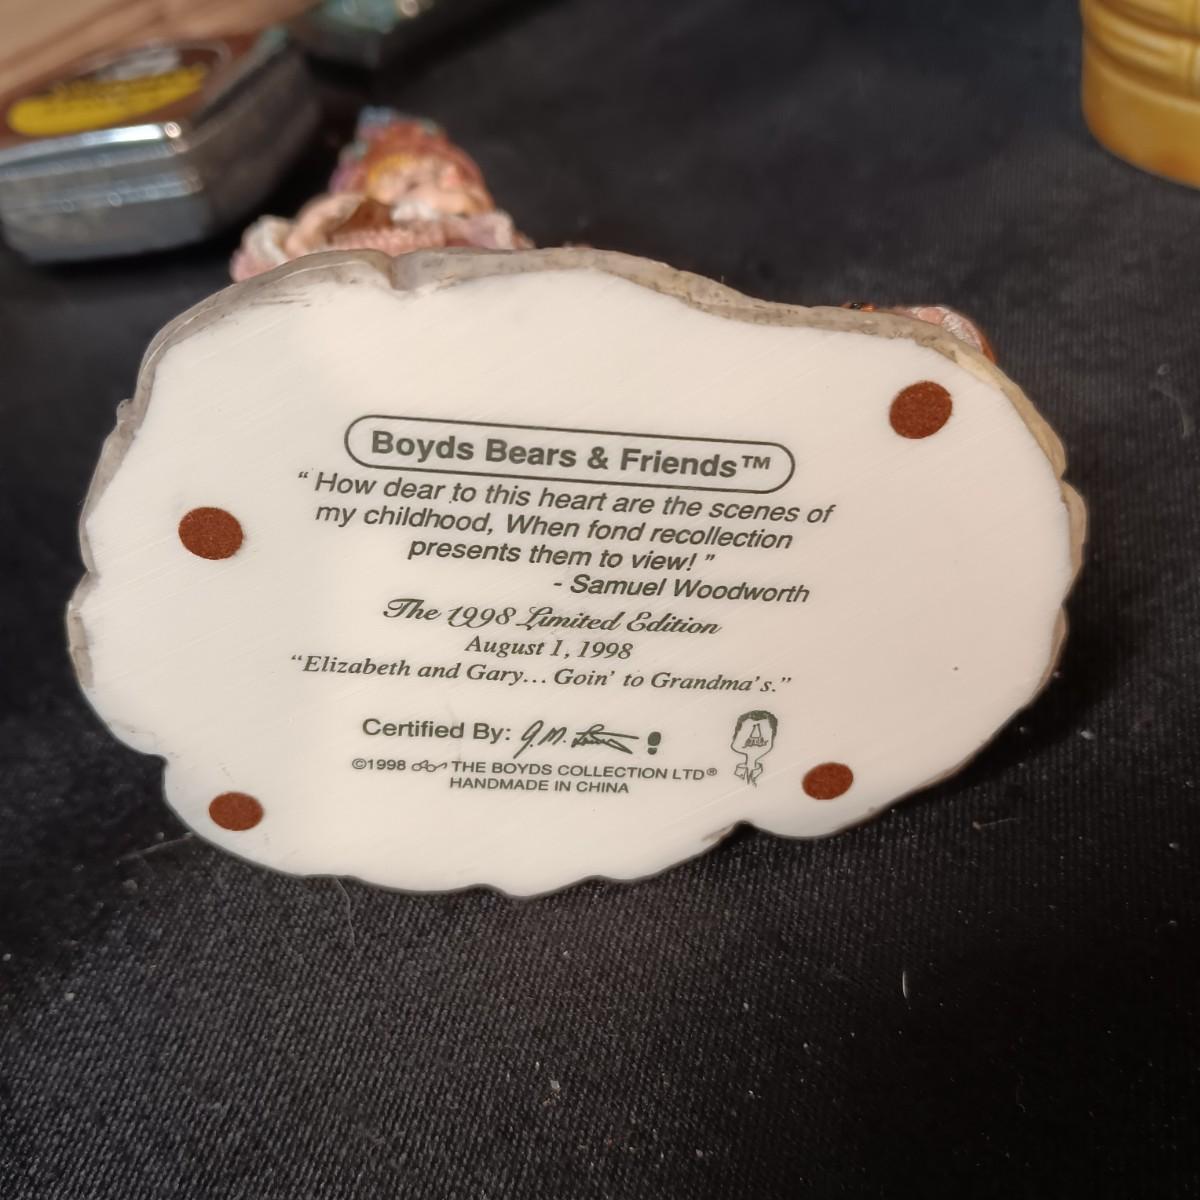 Boyds Bears & Friends™
“ How dear to this heart are the scenes of
my childhood, When fond recollection
presents them to view! ”
- Samuel Woodworth
The 1998 Limited Edition
August 1, 1998
“Elizabeth and Gary... Goin' to Grandma's.”
Certified By: G.M.
©1998 THE BOYDS COLLECTION LTD®
HANDMADE IN CHINA